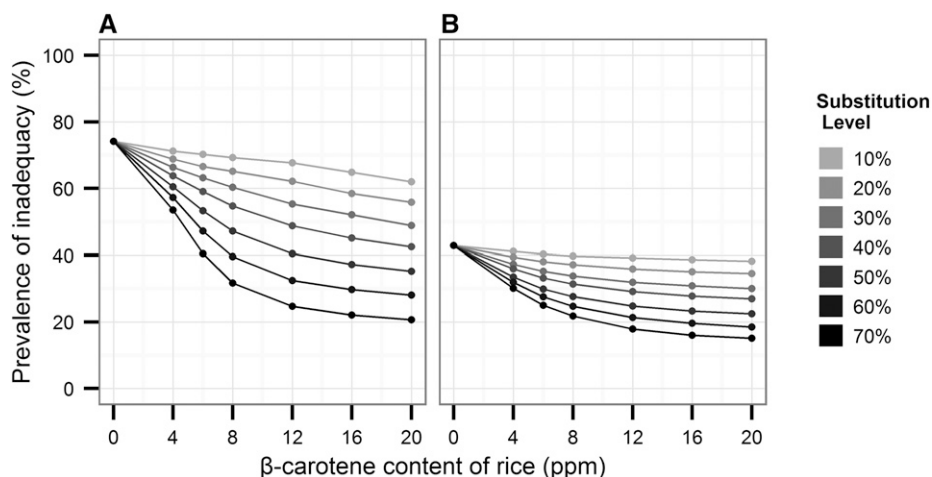 A
B
Prevalence of inadequacy (%)
100
80
60
40
20
0
0 4 8 12 16 20
0 4 8 12 16 20
β-carotene content of rice (ppm)
Substitution
Level
10%
20%
30%
40%
50%
60%
70%